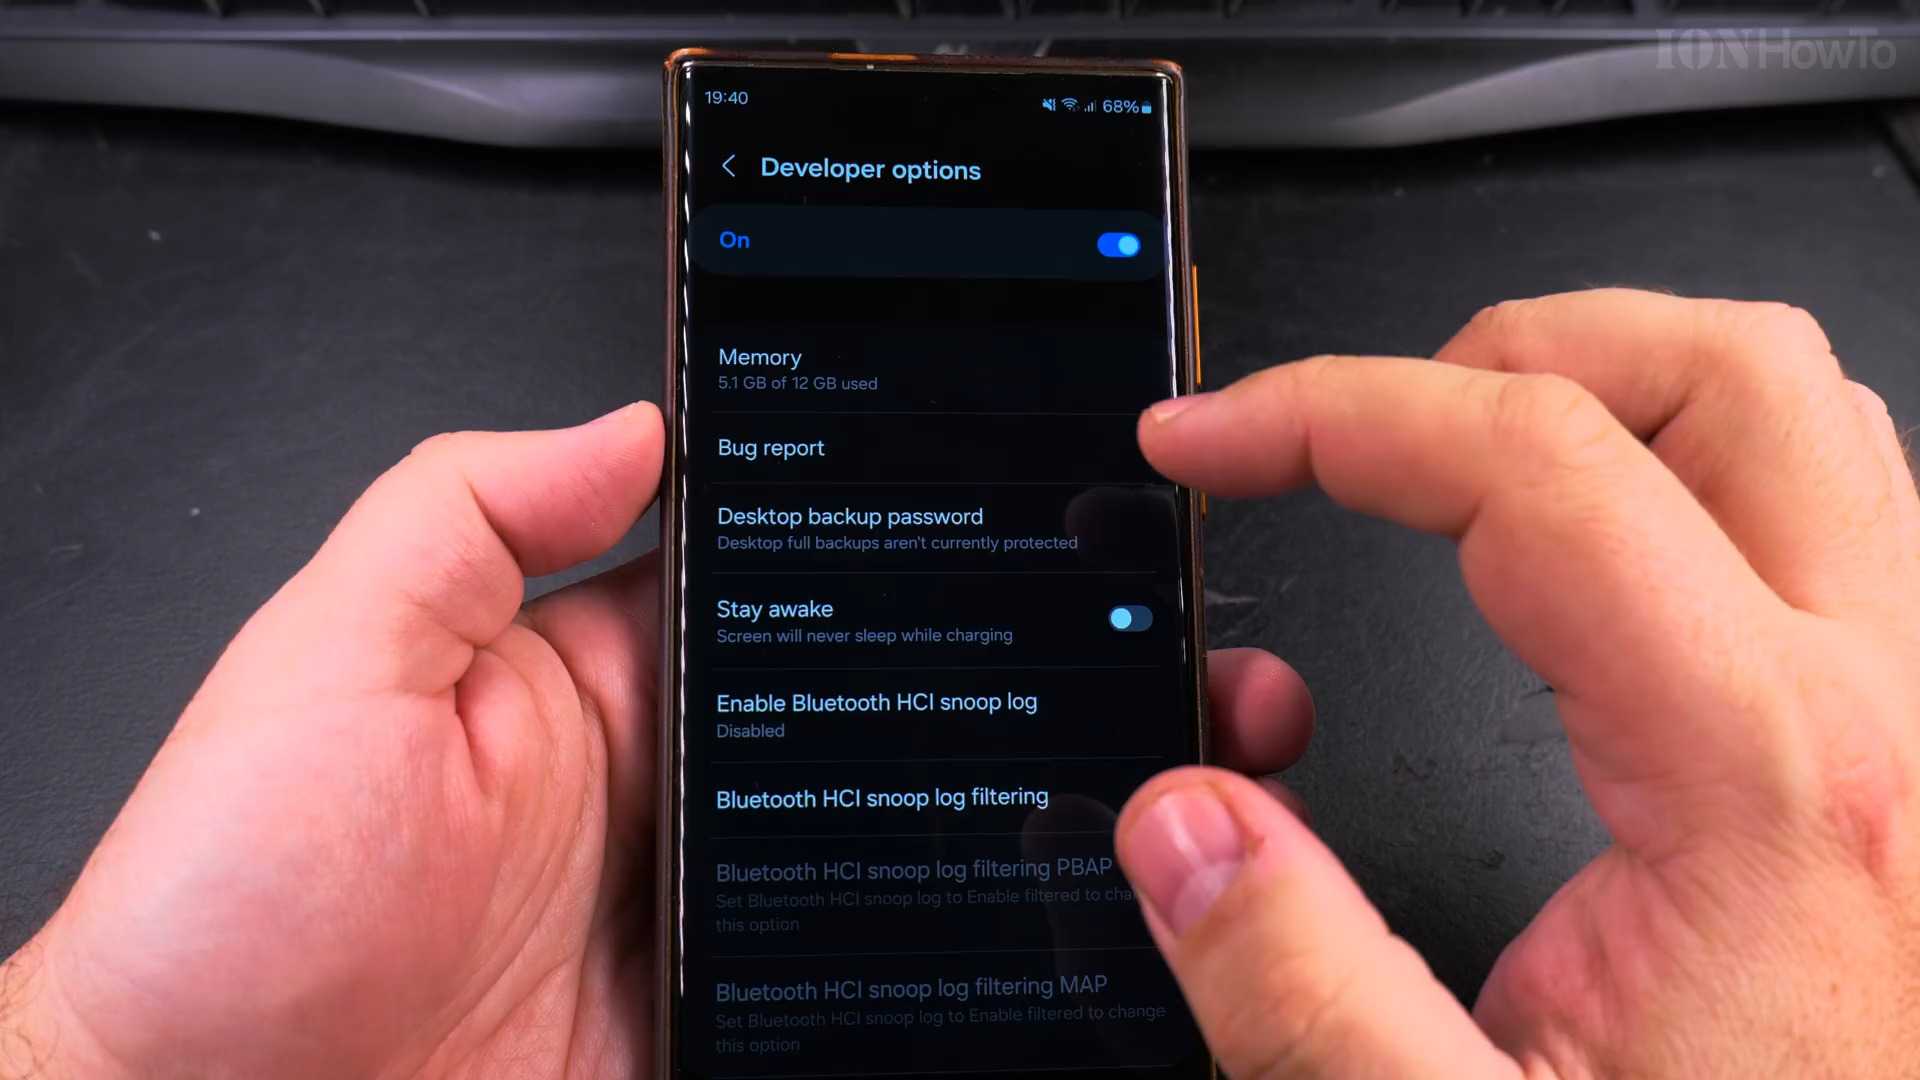 IONHowTo
19:40
68%
Developer options
On
Memory
5.1 GB of 12 GB used
Bug report
Desktop backup password
Desktop full backups aren't currently protected
Stay awake
Screen will never sleep while charging
Enable Bluetooth HCI snoop log
Disabled
Bluetooth HCI snoop log filtering
Bluetooth HCI snoop log filtering PBAP
Set Bluetooth HCI snoop log to Enable filtered to
this option
Bluetooth HCI snoop log filtering MAP
Set Bluetooth HCI snoop log to Enable filtered to change
this option